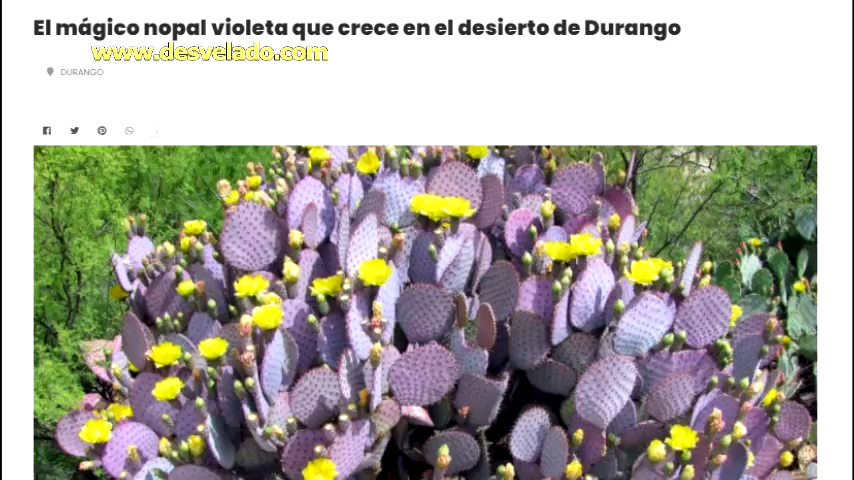 El mágico nopal violeta que crece en el desierto de Durango
www.desvelado.com
DURANGO